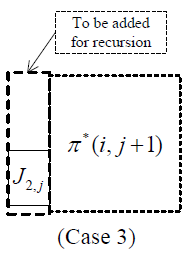 To be added
for recursion
π*(i, j+1)
J₂,ⱼ
(Case 3)